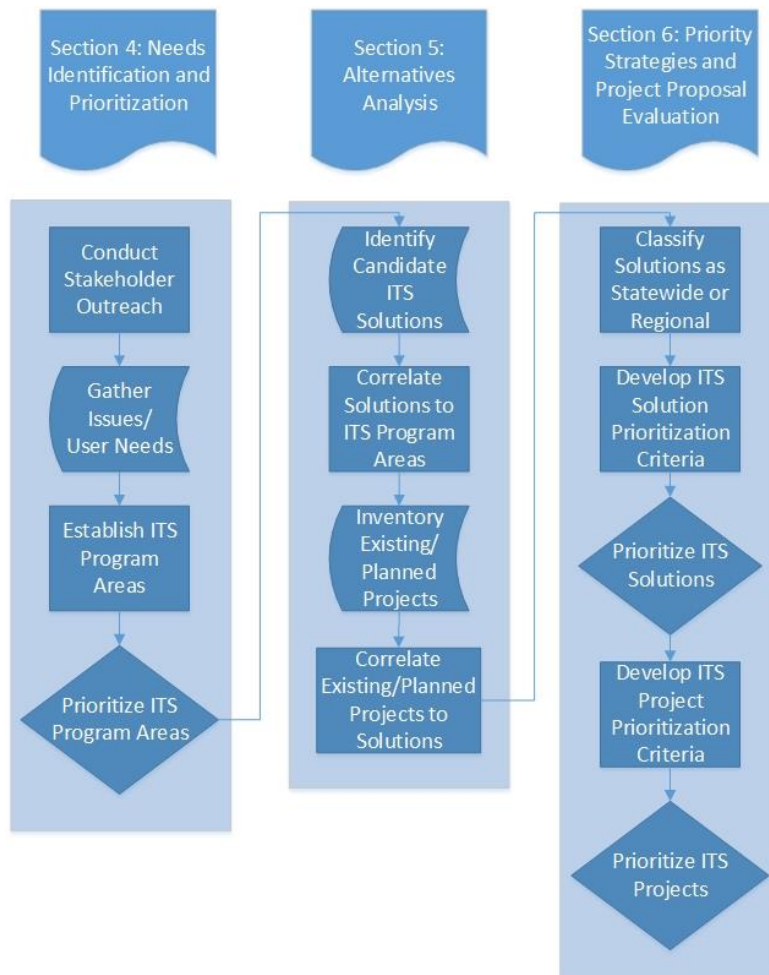 Section 4: Needs
Identification and
Prioritization
Section 5:
Alternatives
Analysis
Section 6: Priority
Strategies and
Project Proposal
Evaluation
Conduct
Stakeholder
Outreach
Gather
Issues/
User Needs
Establish ITS
Program
Areas
Prioritize ITS
Program Areas
Identify
Candidate
ITS
Solutions
Correlate
Solutions to
ITS Program
Areas
Inventory
Existing/
Planned
Projects
Correlate
Existing/Planned
Projects to
Solutions
Classify
Solutions as
Statewide or
Regional
Develop ITS
Solution
Prioritization
Criteria
Prioritize ITS
Solutions
Develop ITS
Project
Prioritization
Criteria
Prioritize ITS
Projects